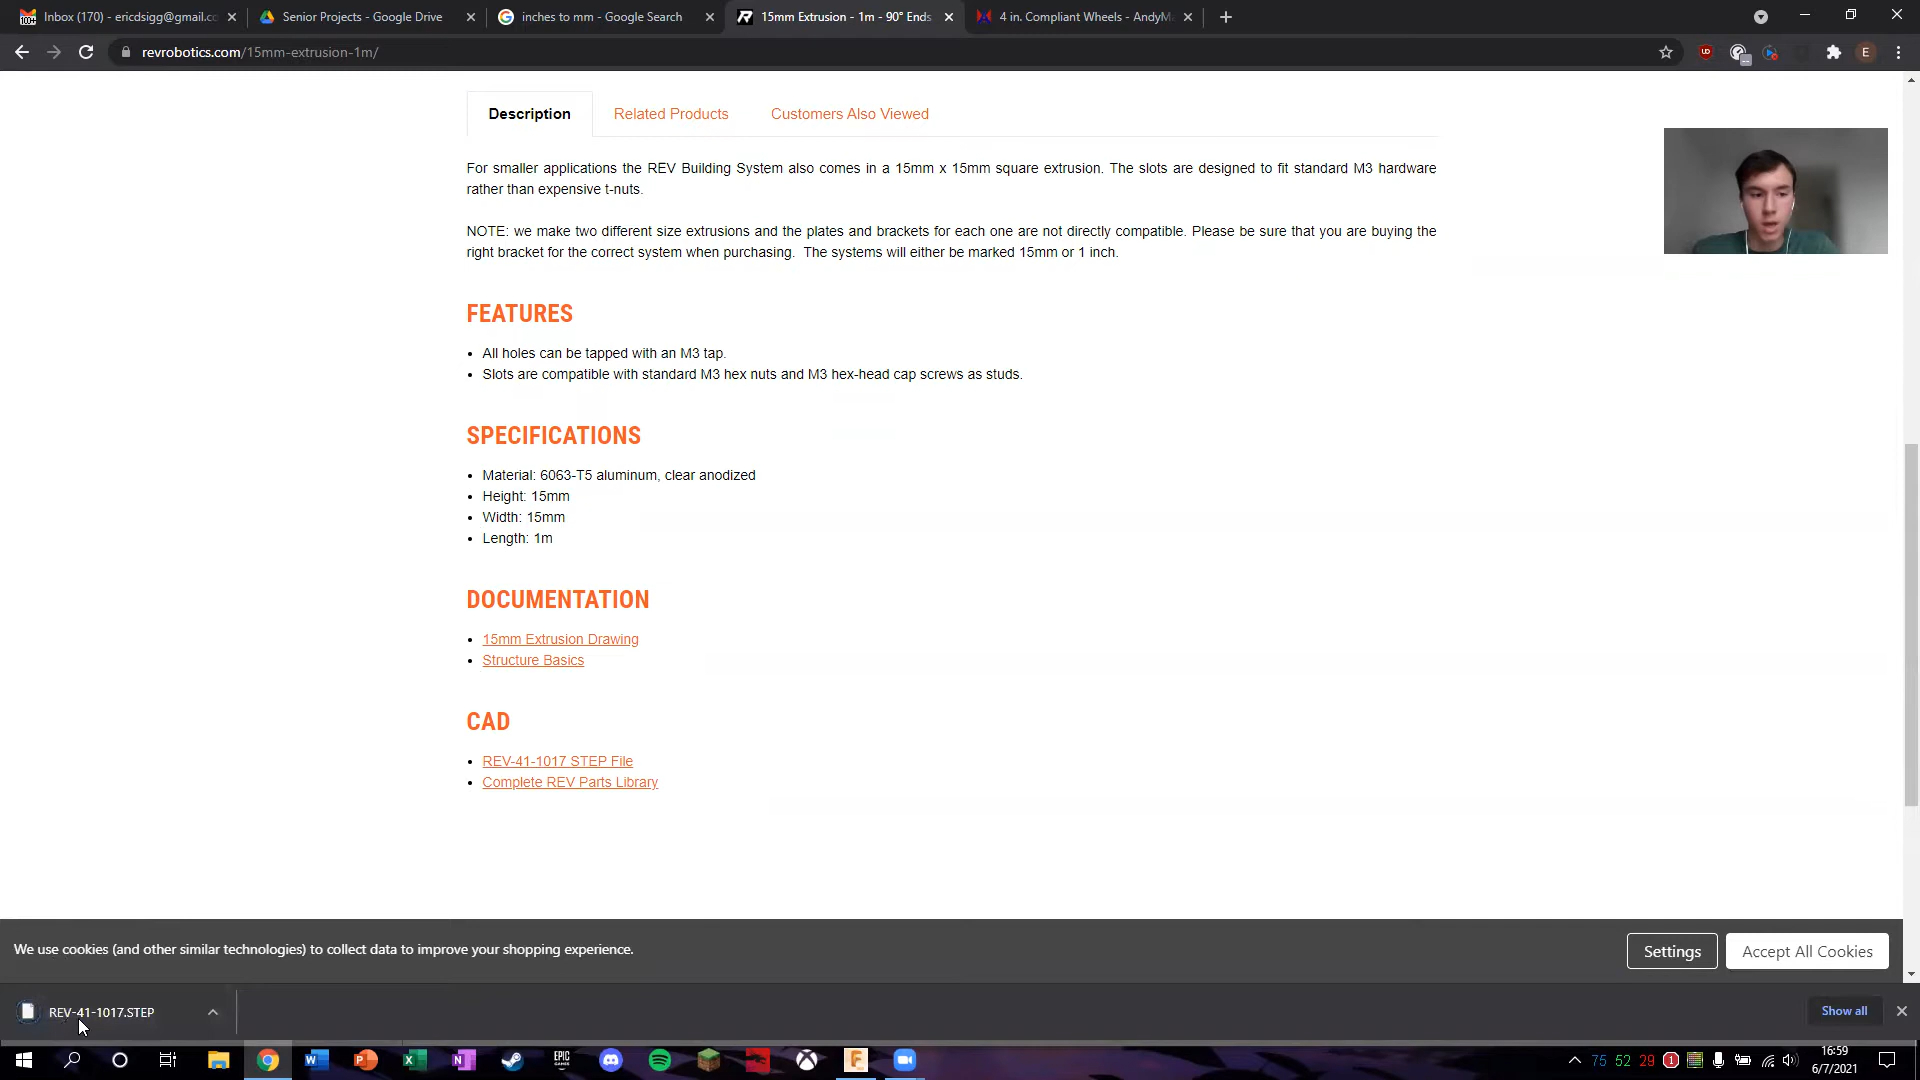 Inbox (170) - ericdsigg@gmail.cc
Senior Projects - Google Drive
inches to mm - Google Search
15mm Extrusion - 1m - 90° Ends
4 in. Compliant Wheels - AndyMa
revrobotics.com/15mm-extrusion-1m/
E
Description
Related Products
Customers Also Viewed
For smaller applications the REV Building System also comes in a 15mm x 15mm square extrusion. The slots are designed to fit standard M3 hardware
rather than expensive t-nuts.
NOTE: we make two different size extrusions and the plates and brackets for each one are not directly compatible. Please be sure that you are buying the
right bracket for the correct system when purchasing. The systems will either be marked 15mm or 1 inch.
FEATURES
• All holes can be tapped with an M3 tap.
• Slots are compatible with standard M3 hex nuts and M3 hex-head cap screws as studs.
SPECIFICATIONS
• Material: 6063-T5 aluminum, clear anodized
• Height: 15mm
• Width: 15mm
• Length: 1m
DOCUMENTATION
• 15mm Extrusion Drawing
• Structure Basics
CAD
• REV-41-1017 STEP File
• Complete REV Parts Library
We use cookies (and other similar technologies) to collect data to improve your shopping experience.
Settings
Accept All Cookies
REV-41-1017.STEP
Show all
75 52 29
16:59
6/7/2021